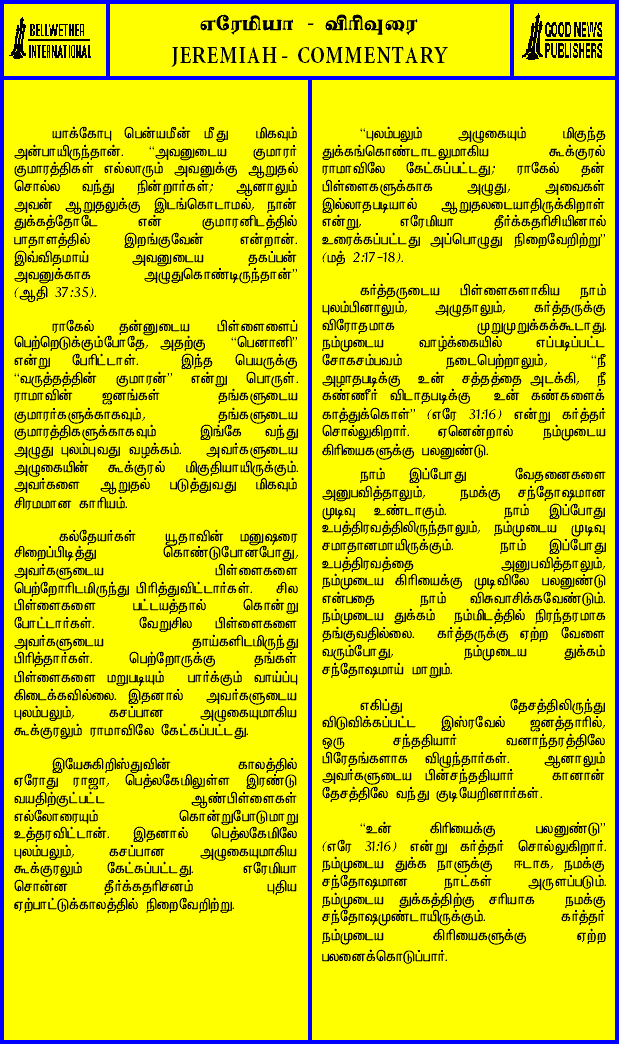 BELLWETHER
INTERNATIONAL
எரேமியா - விரிவுரை
JEREMIAH - COMMENTARY
GOOD NEWS
PUBLISHERS
யாக்கோபு பென்யமீன் மீது மிகவும்
அன்பாயிருந்தான். “அவனுடைய குமாரர்
குமாரத்திகள் எல்லாரும் அவனுக்கு ஆறுதல்
சொல்ல வந்து நின்றார்கள்; ஆனாலும்
அவன் ஆறுதலுக்கு இடங்கொடாமல், நான்
துக்கத்தோடே என் குமாரனிடத்தில்
பாதாளத்தில் இறங்குவேன் என்றான்.
இவ்விதமாய் அவனுடைய தகப்பன்
அவனுக்காக அழுதுகொண்டிருந்தான்”
(ஆதி 37:35).
ராகேல் தன்னுடைய பிள்ளையைப்
பெற்றெடுக்கும்போதே, அதற்கு “பெனானி”
என்று பேரிட்டாள். இந்த பெயருக்கு
“வருத்தத்தின் குமாரன்” என்று பொருள்.
ராமாவின் ஜனங்கள் தங்களுடைய
குமாரர்களுக்காகவும், தங்களுடைய
குமாரத்திகளுக்காகவும் இங்கே வந்து
அழுது புலம்புவது வழக்கம். அவர்களுடைய
அழுகையின் கூக்குரல் மிகுதியாயிருக்கும்.
அவர்களை ஆறுதல் படுத்துவது மிகவும்
சிரமமான காரியம்.
கல்தேயர்கள் யூதாவின் மனுஷரை
சிறைப்பிடித்து கொண்டுபோனபோது,
அவர்களுடைய பிள்ளைகளை
பெற்றோரிடமிருந்து பிரித்துவிட்டார்கள். சில
பிள்ளைகளை பட்டயத்தால் கொன்று
போட்டார்கள். வேறுசில பிள்ளைகளை
அவர்களுடைய தாய்களிடமிருந்து
பிரித்தார்கள். பெற்றோருக்கு தங்கள்
பிள்ளைகளை மறுபடியும் பார்க்கும் வாய்ப்பு
கிடைக்கவில்லை. இதனால் அவர்களுடைய
புலம்பலும், கசப்பான அழுகையுமாகிய
கூக்குரலும் ராமாவிலே கேட்கப்பட்டது.
இயேசுகிறிஸ்துவின் காலத்தில்
ஏரோது ராஜா, பெத்லகேமிலுள்ள இரண்டு
வயதிற்குட்பட்ட ஆண்பிள்ளைகள்
எல்லோரையும் கொன்றுபோடுமாறு
உத்தரவிட்டான். இதனால் பெத்லகேமிலே
புலம்பலும், கசப்பான அழுகையுமாகிய
கூக்குரலும் கேட்கப்பட்டது. எரேமியா
சொன்ன தீர்க்கதரிசனம் புதிய
ஏற்பாட்டுக்காலத்தில் நிறைவேறிற்று.
“புலம்பலும் அழுகையும் மிகுந்த
துக்கங்கொண்டாடலுமாகிய கூக்குரல்
ராமாவிலே கேட்கப்பட்டது; ராகேல் தன்
பிள்ளைகளுக்காக அழுது, அவைகள்
இல்லாதபடியால் ஆறுதலடையாதிருக்கிறாள்
என்று, எரேமியா தீர்க்கதரிசியினால்
உரைக்கப்பட்டது அப்பொழுது நிறைவேறிற்று”
(மத் 2:17-18).
கர்த்தருடைய பிள்ளைகளாகிய நாம்
புலம்பினாலும், அழுதாலும், கர்த்தருக்கு
விரோதமாக முறுமுறுக்கக்கூடாது.
நம்முடைய வாழ்க்கையில் எப்படிப்பட்ட
சோகசம்பவம் நடைபெற்றாலும், “நீ
அழாதபடிக்கு உன் சத்தத்தை அடக்கி, நீ
கண்ணீர் விடாதபடிக்கு உன் கண்களைக்
காத்துக்கொள்” (எரே 31:16) என்று கர்த்தர்
சொல்லுகிறார். ஏனென்றால் நம்முடைய
கிரியைகளுக்கு பலனுண்டு.
நாம் இப்போது வேதனைகளை
அனுபவித்தாலும், நமக்கு சந்தோஷமான
முடிவு உண்டாகும். நாம் இப்போது
உபத்திரவத்திலிருந்தாலும், நம்முடைய முடிவு
சமாதானமாயிருக்கும். நாம் இப்போது
உபத்திரவத்தை அனுபவித்தாலும்,
நம்முடைய கிரியைக்கு முடிவிலே பலனுண்டு
என்பதை நாம் விசுவாசிக்கவேண்டும்.
நம்முடைய துக்கம் நம்மிடத்தில் நிரந்தரமாக
தங்குவதில்லை. கர்த்தருக்கு ஏற்ற வேளை
வரும்போது, நம்முடைய துக்கம்
சந்தோஷமாய் மாறும்.
எகிப்து தேசத்திலிருந்து
விடுவிக்கப்பட்ட இஸ்ரவேல் ஜனத்தாரில்,
ஒரு சந்ததியார் வனாந்தரத்திலே
பிரேதங்களாக விழுந்தார்கள். ஆனாலும்
அவர்களுடைய பின்சந்ததியார் கானான்
தேசத்திலே வந்து குடியேறினார்கள்.
“உன் கிரியைக்கு பலனுண்டு”
(எரே 31:16) என்று கர்த்தர் சொல்லுகிறார்.
நம்முடைய துக்க நாளுக்கு ஈடாக, நமக்கு
சந்தோஷமான நாட்கள் அருளப்படும்.
நம்முடைய துக்கத்திற்கு சரியாக நமக்கு
சந்தோஷமுண்டாயிருக்கும். கர்த்தர்
நம்முடைய கிரியைகளுக்கு ஏற்ற
பலனைக்கொடுப்பார்.